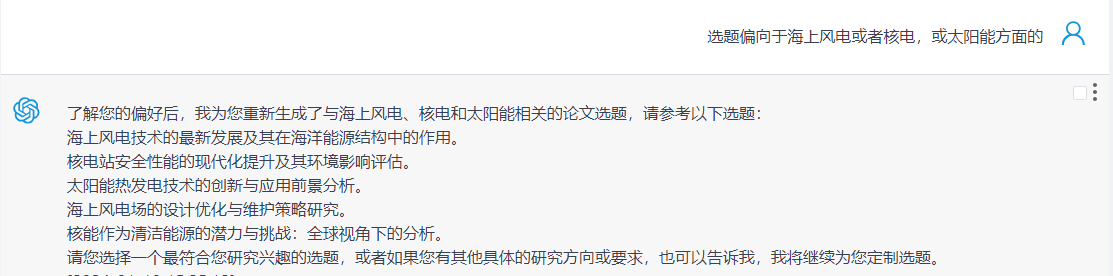 选题偏向于海上风电或者核电，或太阳能方面的
了解您的偏好后，我为您重新生成了与海上风电、核电和太阳能相关的论文选题，请参考以下选题：
海上风电技术的最新发展及其在海洋能源结构中的作用。
核电站安全性能的现代化提升及其环境影响评估。
太阳能热发电技术的创新与应用前景分析。
海上风电场的设计优化与维护策略研究。
核能作为清洁能源的潜力与挑战：全球视角下的分析。
请您选择一个最符合您研究兴趣的选题，或者如果您有其他具体的研究方向或要求，也可以告诉我，我将继续为您定制选题。